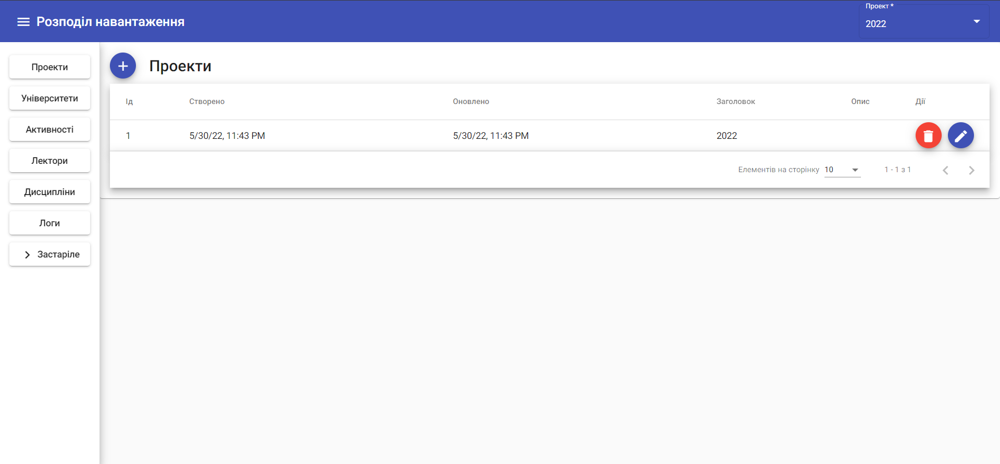 Розподіл навантаження
Проект *
2022
Проекти
Університети
Активності
Лектори
Дисципліни
Логи
Застаріле
Проекти
Ід Створено Оновлено Заголовок Опис Дії
1 5/30/22, 11:43 PM 5/30/22, 11:43 PM 2022
Елементів на сторінку 10 1 - 1 з 1